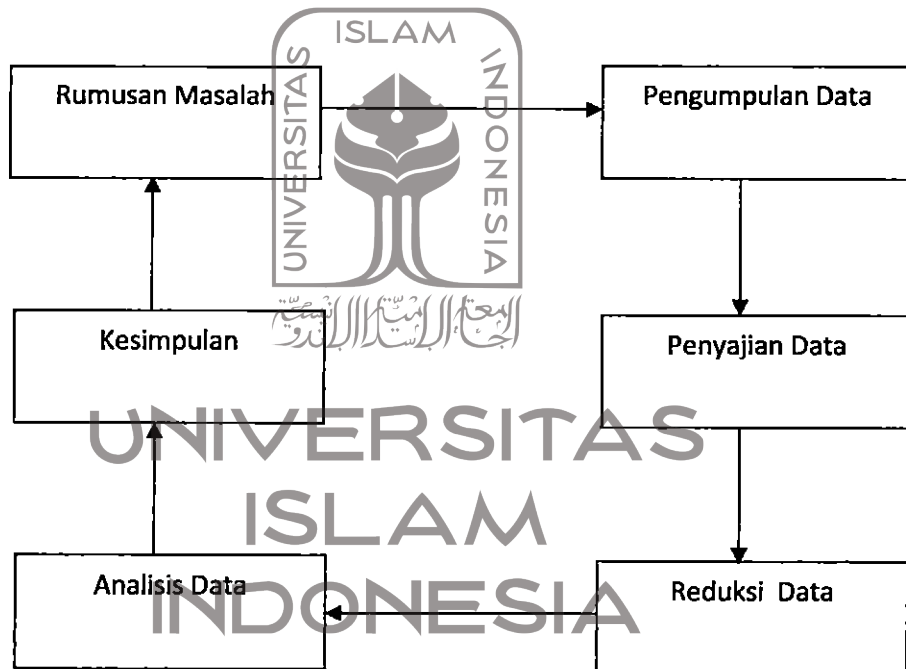 ISLAM
UNIVERSITAS
INDONESIA
Rumusan Masalah
Pengumpulan Data
Kesimpulan
Penyajian Data
UNIVERSITAS
ISLAM
INDONESIA
Analisis Data
Reduksi Data